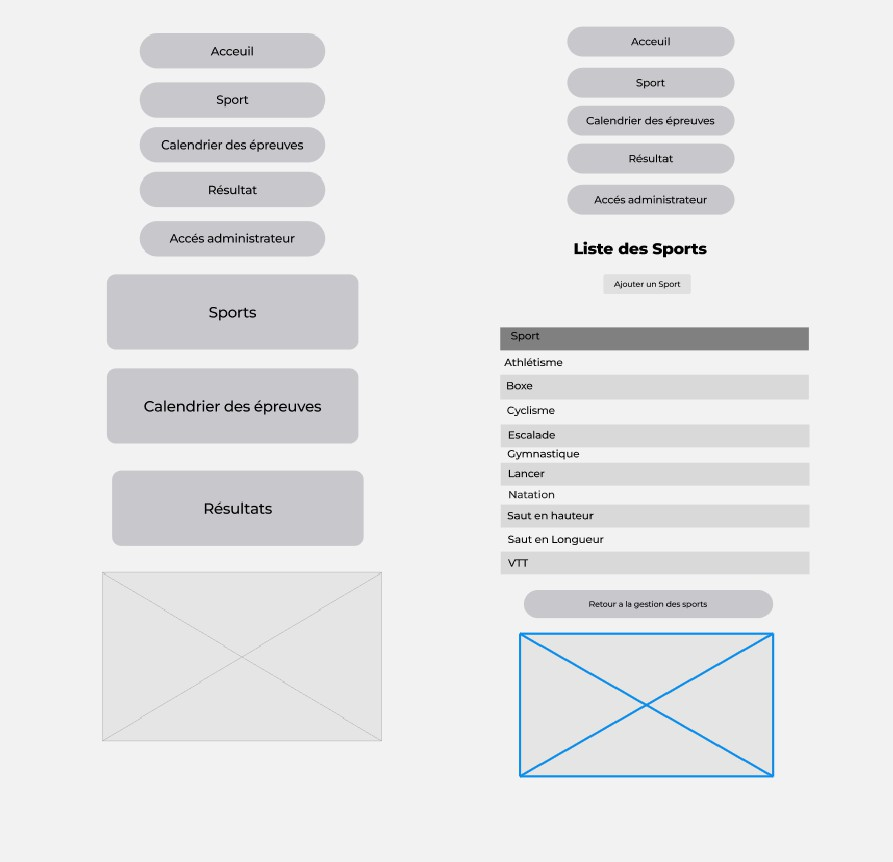 Acceuil
Sport
Calendrier des épreuves
Résultat
Accés administrateur
Sports
Calendrier des épreuves
Résultats
Acceuil
Sport
Calendrier des épreuves
Résultat
Accés administrateur
Liste des Sports
Ajouter un Sport
Sport
Athlétisme
Boxe
Cyclisme
Escalade
Gymnastique
Lancer
Natation
Saut en hauteur
Saut en Longueur
VTT
Retour a la gestion des sports